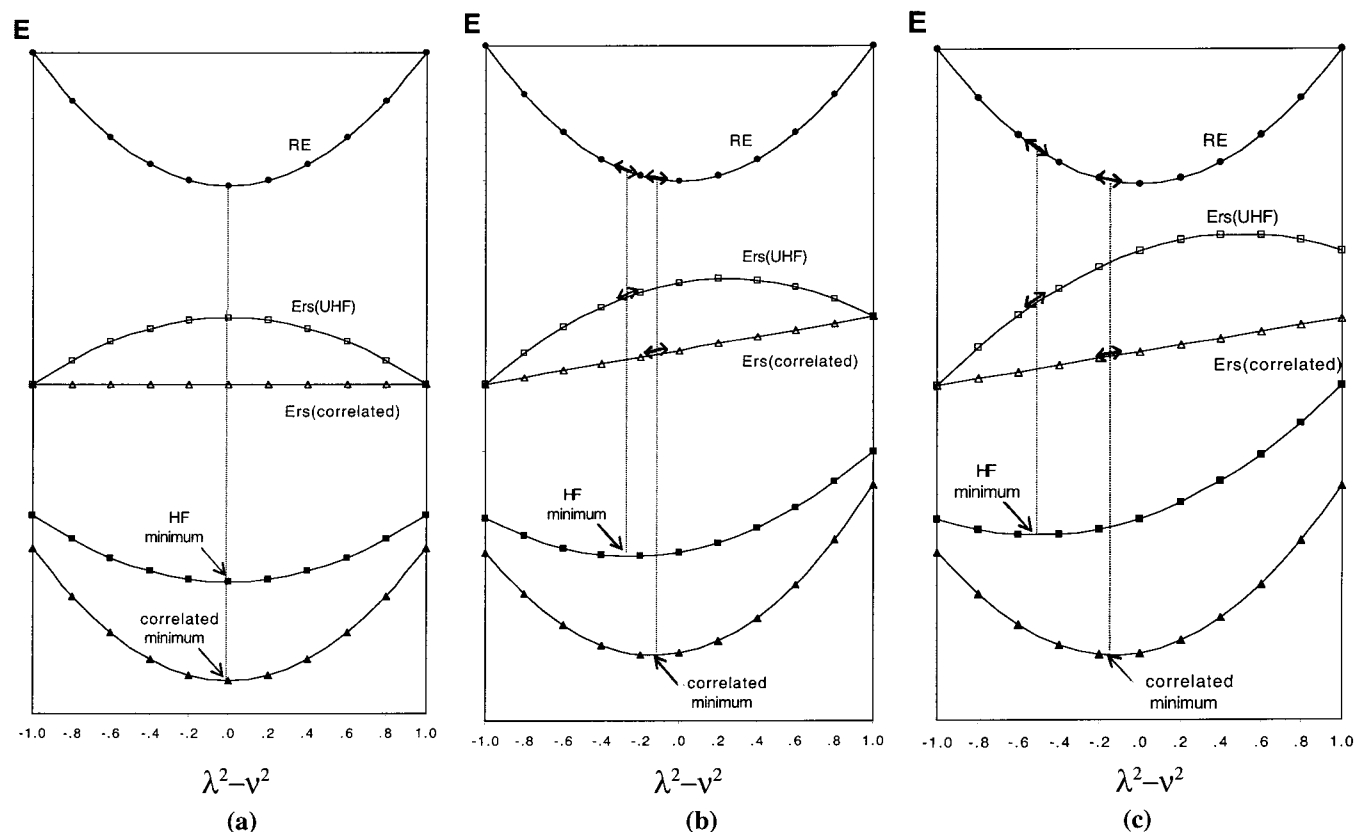 E
RE
Ers(UHF)
Ers(correlated)
HF
minimum
correlated
minimum
-1.0 -.8 -.6 -.4 -.2 .0 .2 .4 .6 .8 1.0
λ²–ν²
(a)
E
RE
Ers(UHF)
Ers(correlated)
HF
minimum
correlated
minimum
-1.0 -.8 -.6 -.4 -.2 .0 .2 .4 .6 .8 1.0
λ²–ν²
(b)
E
RE
Ers(UHF)
Ers(correlated)
HF
minimum
correlated
minimum
-1.0 -.8 -.6 -.4 -.2 .0 .2 .4 .6 .8 1.0
λ²–ν²
(c)